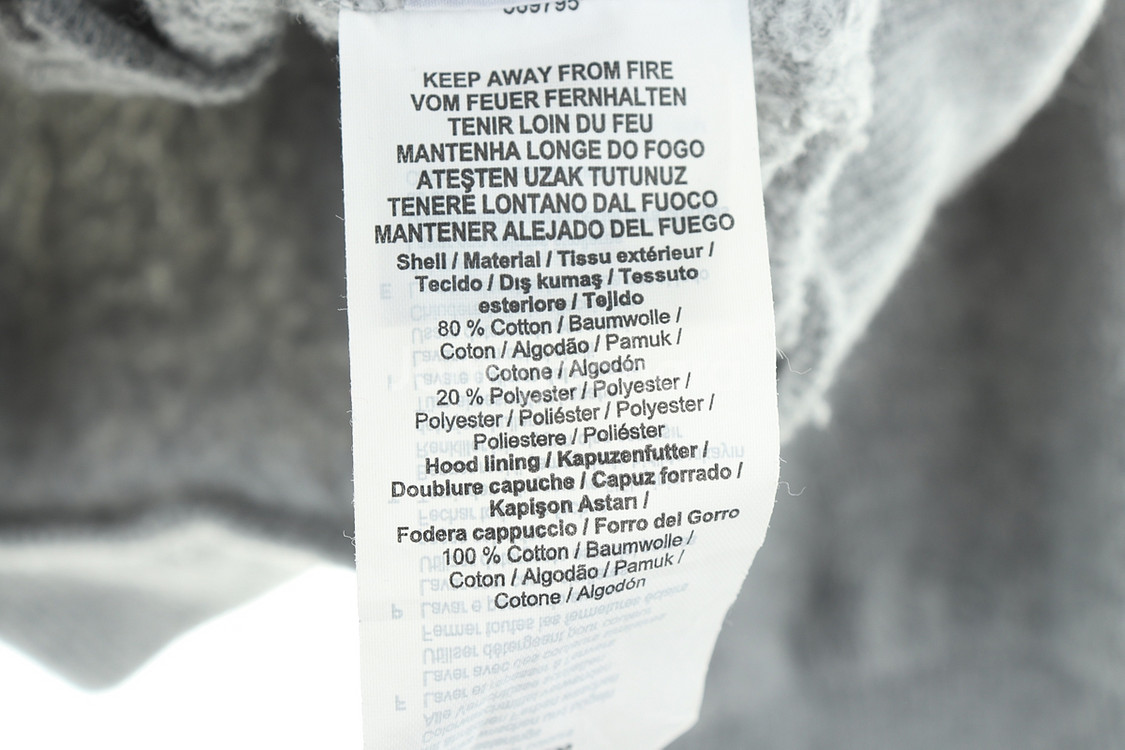 KEEP AWAY FROM FIRE
VOM FEUER FERNHALTEN
TENIR LOIN DU FEU
MANTENHA LONGE DO FOGO
ATEŞTEN UZAK TUTUNUZ
TENERE LONTANO DAL FUOCO
MANTENER ALEJADO DEL FUEGO
Shell / Material / Tissu extérieur /
Tecido / Dış kumaş / Tessuto
esteriore / Tejido
80 % Cotton / Baumwolle /
Coton / Algodão / Pamuk /
Cotone / Algodón
20 % Polyester / Polyester /
Polyester / Poliéster / Polyester /
Poliestere / Poliéster
Hood lining / Kapuzenfutter /
Doublure capuche / Capuz forrado /
Kapişon Astarı /
Fodera cappuccio / Forro del Gorro
100 % Cotton / Baumwolle /
Coton / Algodão / Pamuk /
Cotone / Algodón